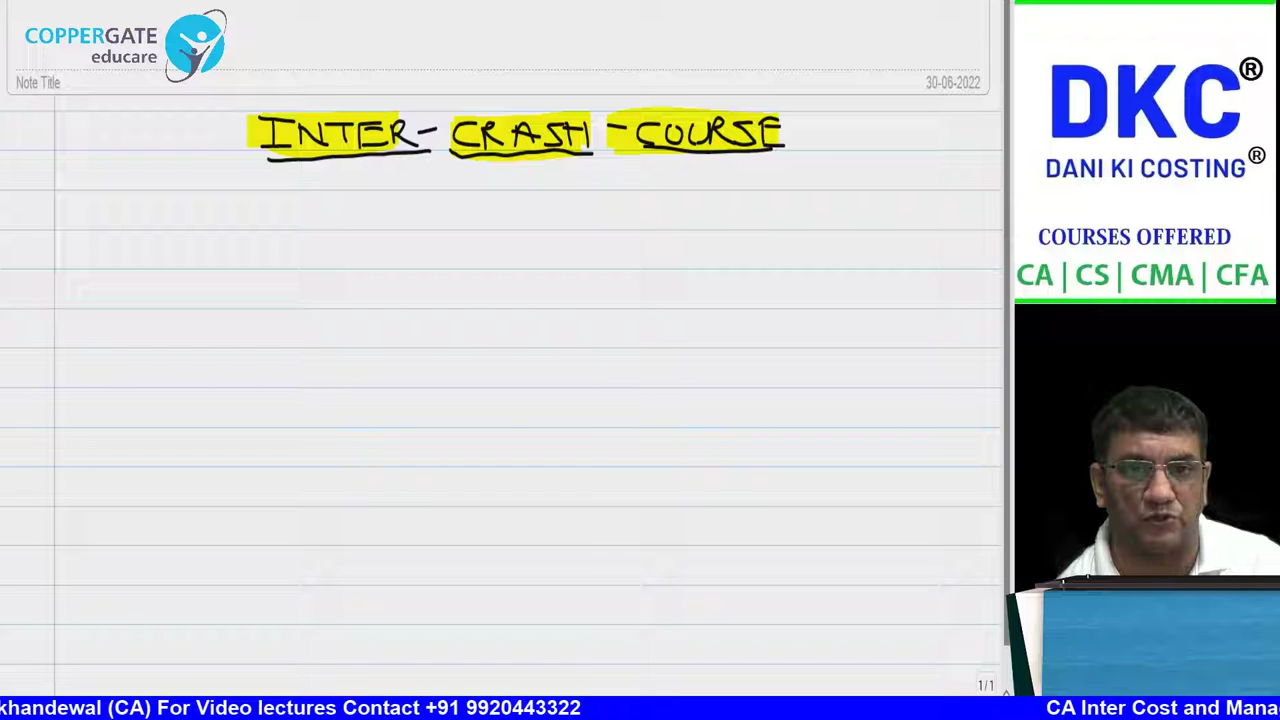 COPPERGATE
educare
Note Title
30-06-2022
INTER - CRASH - COURSE
DKC®
DANI KI COSTING®
COURSES OFFERED
CA | CS | CMA | CFA
1/1
khandewal (CA) For Video lectures Contact +91 9920443322
CA Inter Cost and Mana